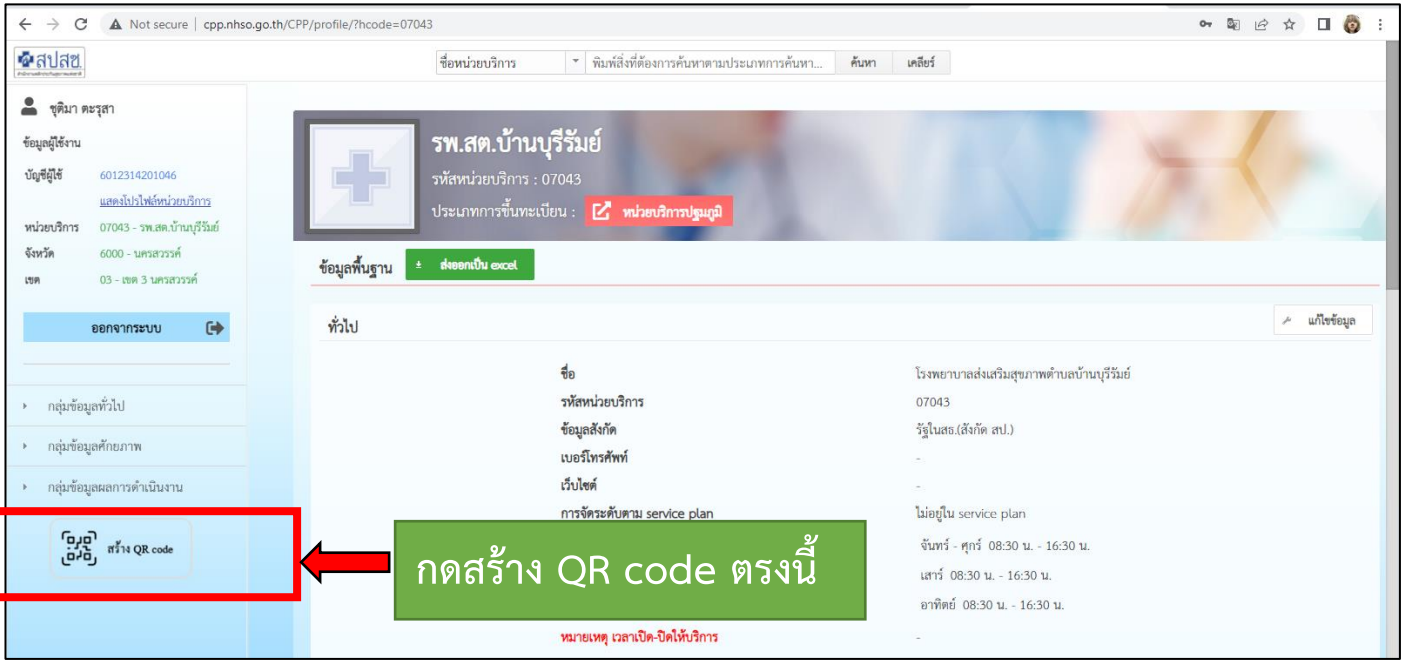 Not secure | cpp.nhso.go.th/CPP/profile/?hcode=07043
สปสช.
ชื่อหน่วยบริการ พิมพ์สิ่งที่ต้องการค้นหาตามประเภทการค้นหา... ค้นหา เคลียร์
ชุติมา ตะรุสา
ข้อมูลผู้ใช้งาน
บัญชีผู้ใช้ 6012314201046
แสดงโปรไฟล์หน่วยบริการ
หน่วยบริการ 07043 - รพ.สต.บ้านบุรีรัมย์
จังหวัด 6000 - นครสวรรค์
เขต 03 - เขต 3 นครสวรรค์
ออกจากระบบ
กลุ่มข้อมูลทั่วไป
กลุ่มข้อมูลศักยภาพ
กลุ่มข้อมูลผลการดำเนินงาน
สร้าง QR code
รพ.สต.บ้านบุรีรัมย์
รหัสหน่วยบริการ : 07043
ประเภทการขึ้นทะเบียน : หน่วยบริการปฐมภูมิ
ข้อมูลพื้นฐาน ส่งออกเป็น excel
ทั่วไป แก้ไขข้อมูล
ชื่อ โรงพยาบาลส่งเสริมสุขภาพตำบลบ้านบุรีรัมย์
รหัสหน่วยบริการ 07043
ข้อมูลสังกัด รัฐในสธ.(สังกัด สป.)
เบอร์โทรศัพท์ -
เว็บไซต์ -
การจัดระดับตาม service plan ไม่อยู่ใน service plan
จันทร์ - ศุกร์ 08:30 น. - 16:30 น.
เสาร์ 08:30 น. - 16:30 น.
อาทิตย์ 08:30 น. - 16:30 น.
กดสร้าง QR code ตรงนี้
หมายเหตุ เวลาเปิด-ปิดให้บริการ -